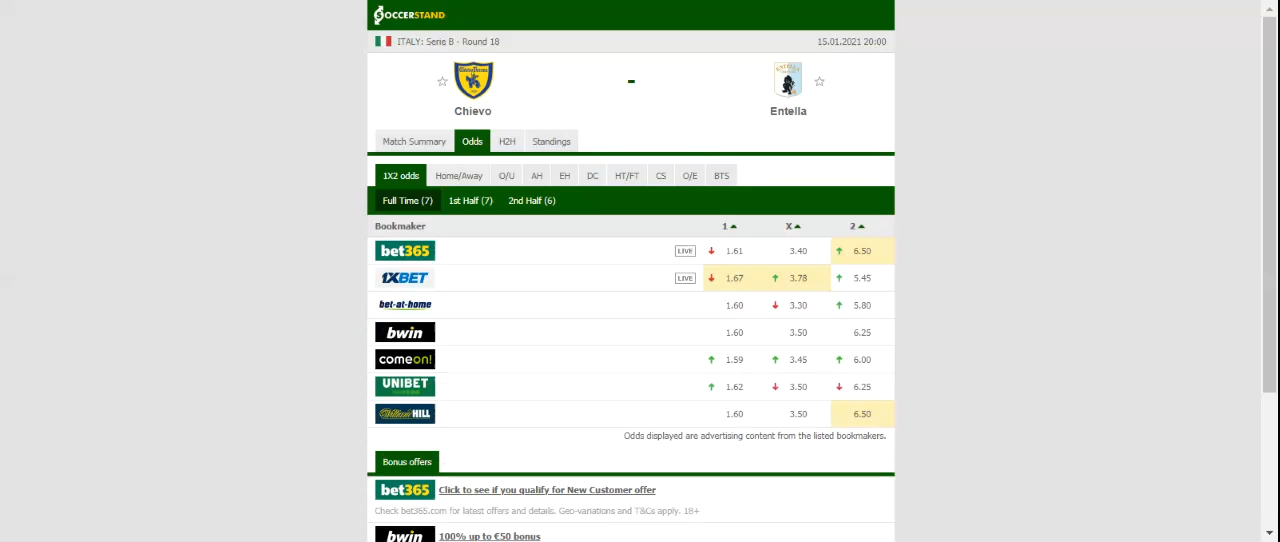 SOCCERSTAND
ITALY: Serie B - Round 18 15.01.2021 20:00
-
Chievo Entella
Match Summary Odds H2H Standings
1X2 odds Home/Away O/U AH EH DC HT/FT CS O/E BTS
Full Time (7) 1st Half (7) 2nd Half (6)
Bookmaker 1 X 2
bet365 LIVE 1.61 3.40 6.50
1XBET LIVE 1.67 3.78 5.45
bet-at-home 1.60 3.30 5.80
bwin 1.60 3.50 6.25
comeon! 1.59 3.45 6.00
UNIBET 1.62 3.50 6.25
William HILL 1.60 3.50 6.50
Odds displayed are advertising content from the listed bookmakers.
Bonus offers
bet365 Click to see if you qualify for New Customer offer
Check bet365.com for latest offers and details. Geo-variations and T&Cs apply. 18+
bwin 100% up to €50 bonus